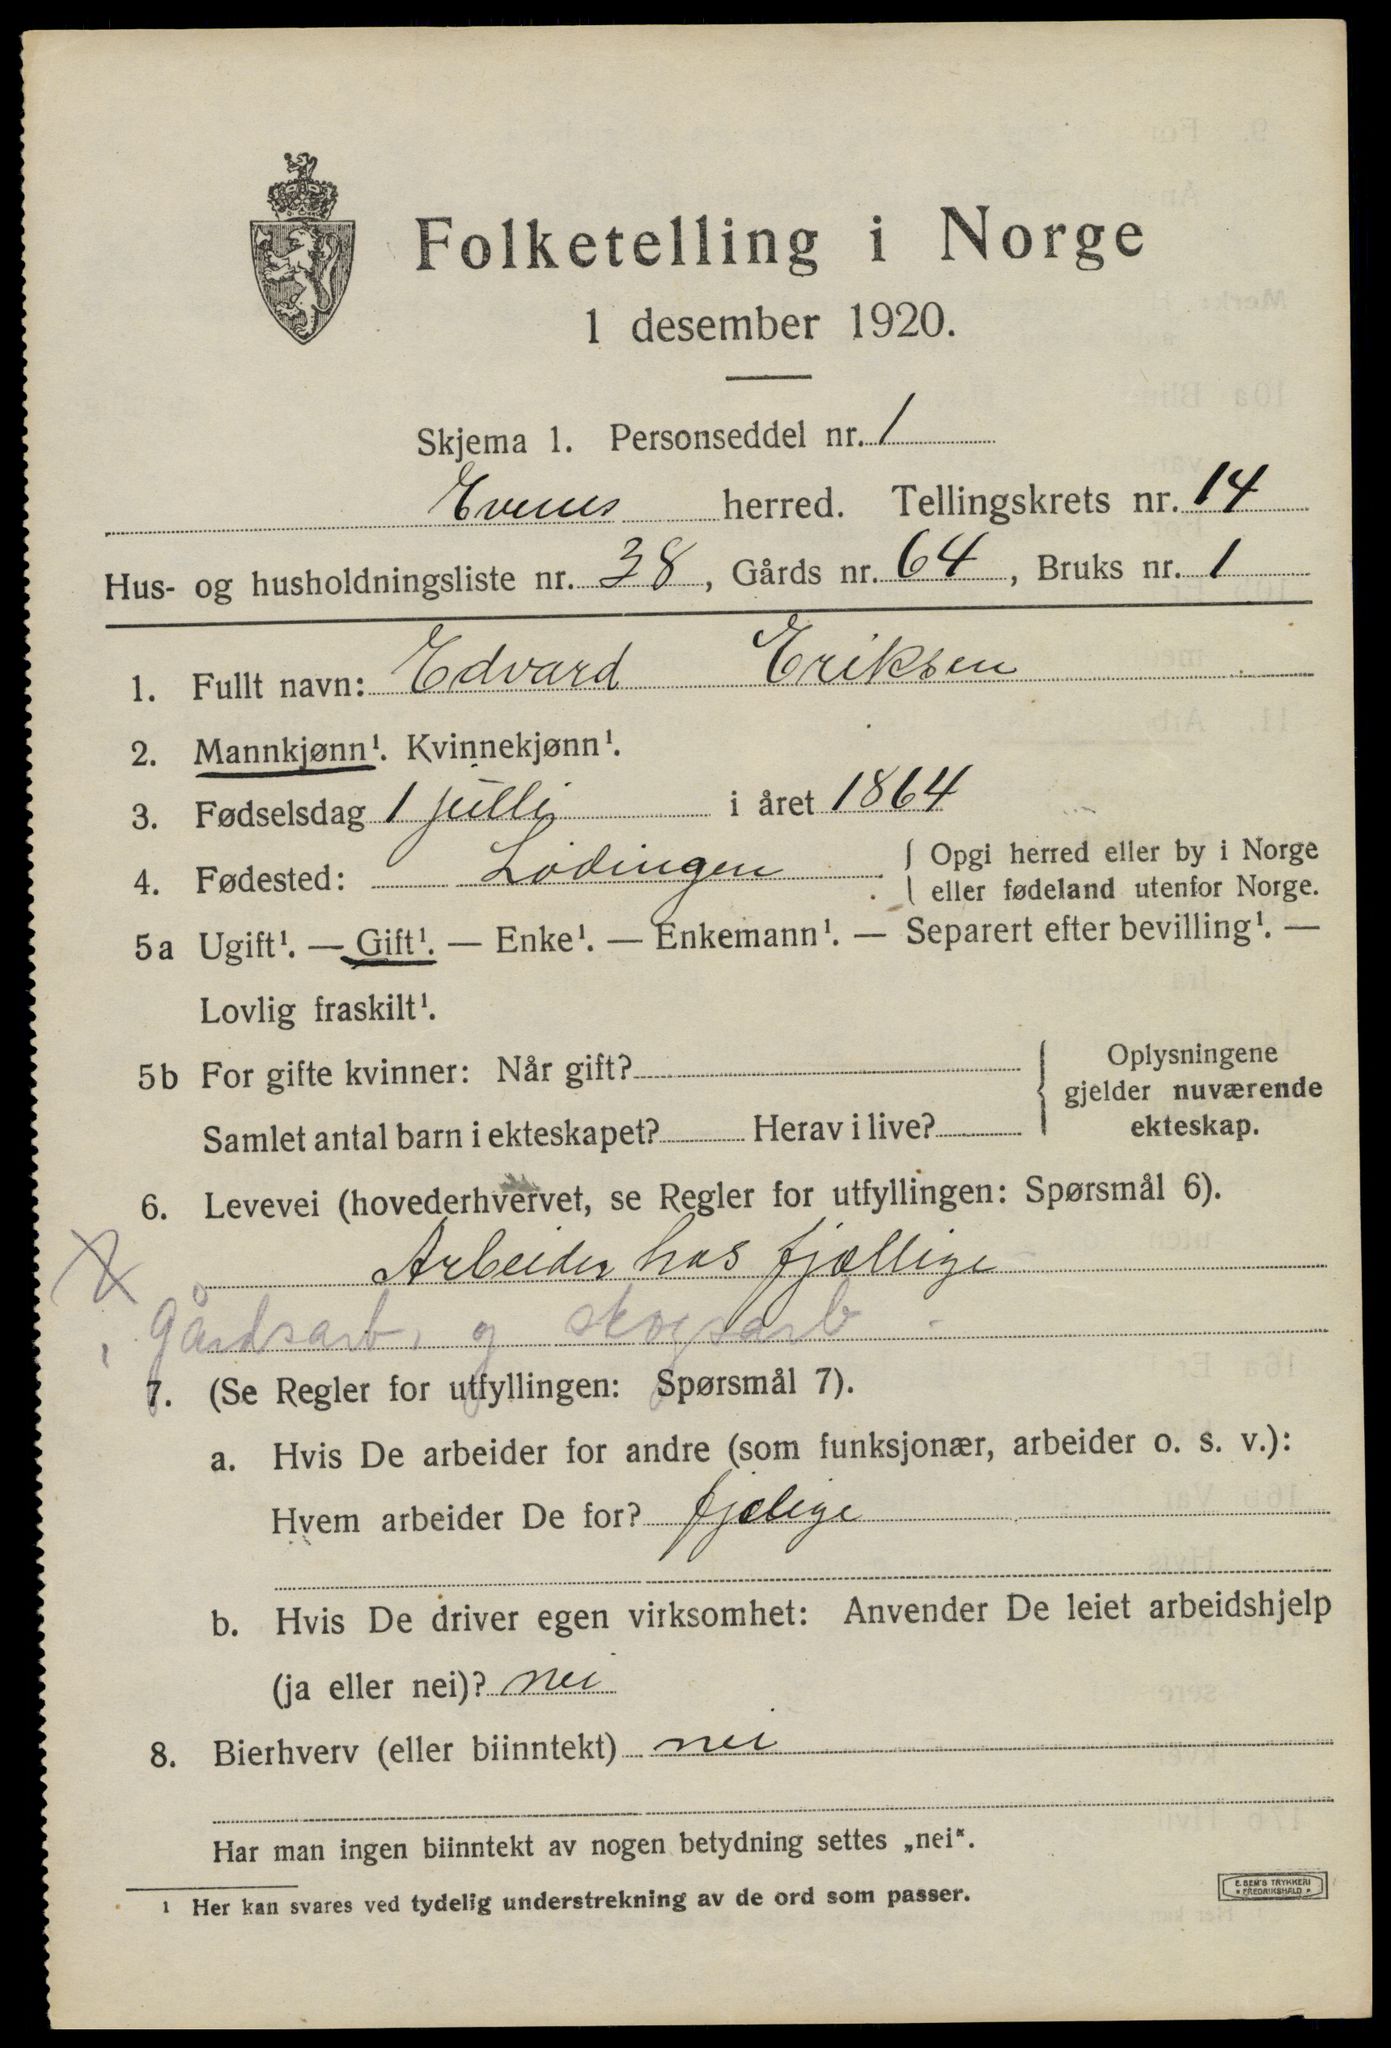 Folketelling i Norge
1 desember 1920.
Skjema 1. Personseddel nr. 1
Evenes herred. Tellingskrets nr. 14
Hus- og husholdningsliste nr. 38, Gårds nr. 64, Bruks nr. 1
1. Fullt navn: Edvard Eriksen
2. Mannkjønn¹. Kvinnekjønn¹.
3. Fødselsdag 1 julli i året 1864
4. Fødested: Lødingen { Opgi herred eller by i Norge
eller fødeland utenfor Norge.
5a Ugift¹. — Gift¹. — Enke¹. — Enkemann¹. — Separert efter bevilling¹. —
Lovlig fraskilt¹.
5b For gifte kvinner: Når gift?
Samlet antal barn i ekteskapet? Herav i live?
{ Oplysningene
gjelder nuværende
ekteskap.
6. Levevei (hovederhvervet, se Regler for utfyllingen: Spørsmål 6).
Arbeider hos fjællige
Gårdsarb. og skogsarb.
7. (Se Regler for utfyllingen: Spørsmål 7).
a. Hvis De arbeider for andre (som funksjonær, arbeider o. s. v.):
Hvem arbeider De for? fjælige
b. Hvis De driver egen virksomhet: Anvender De leiet arbeidshjelp
(ja eller nei)? nei
8. Bierhverv (eller biinntekt) nei
Har man ingen biinntekt av nogen betydning settes „nei“.
¹ Her kan svares ved tydelig understrekning av de ord som passer.
E. SEM'S TRYKKERI
* FREDRIKSHALD *